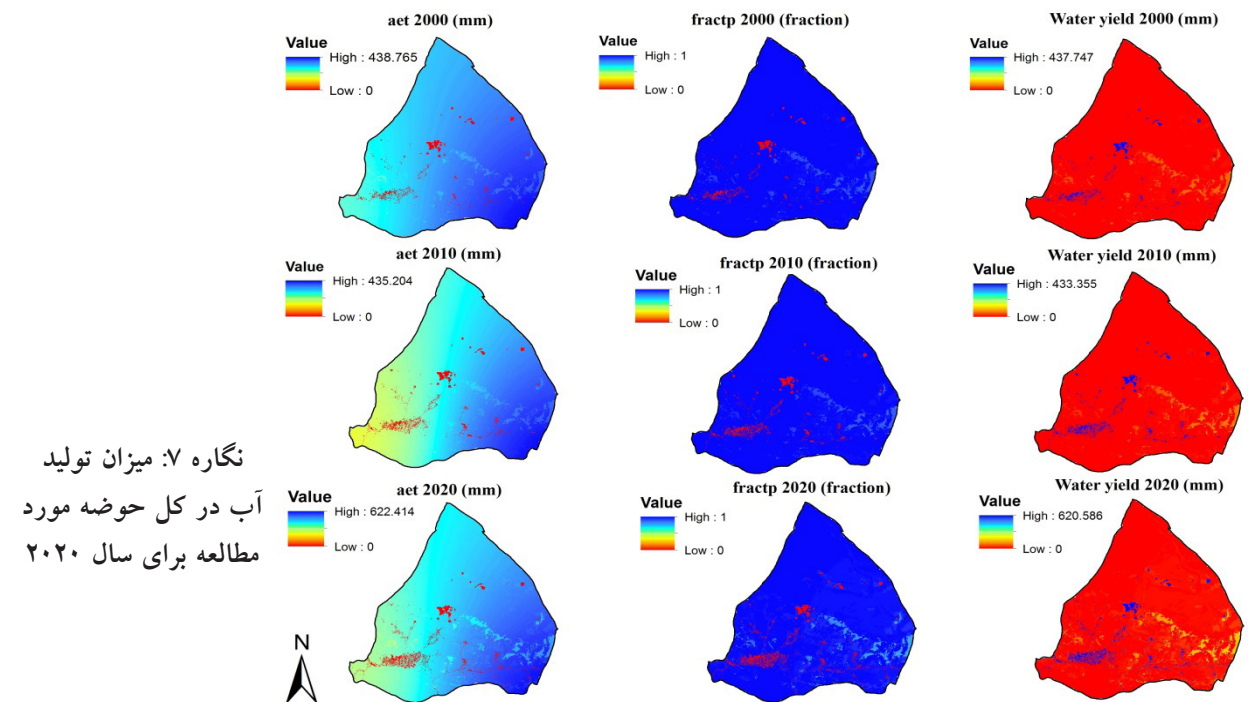 aet 2000 (mm)
Value
High : 438.765
Low : 0
fractp 2000 (fraction)
Value
High : 1
Low : 0
Water yield 2000 (mm)
Value
High : 437.747
Low : 0
aet 2010 (mm)
Value
High : 435.204
Low : 0
fractp 2010 (fraction)
Value
High : 1
Low : 0
Water yield 2010 (mm)
Value
High : 433.355
Low : 0
aet 2020 (mm)
Value
High : 622.414
Low : 0
fractp 2020 (fraction)
Value
High : 1
Low : 0
Water yield 2020 (mm)
Value
High : 620.586
Low : 0
N
نگاره ۷: میزان تولید
آب در کل حوضه مورد
مطالعه برای سال ۲۰۲۰